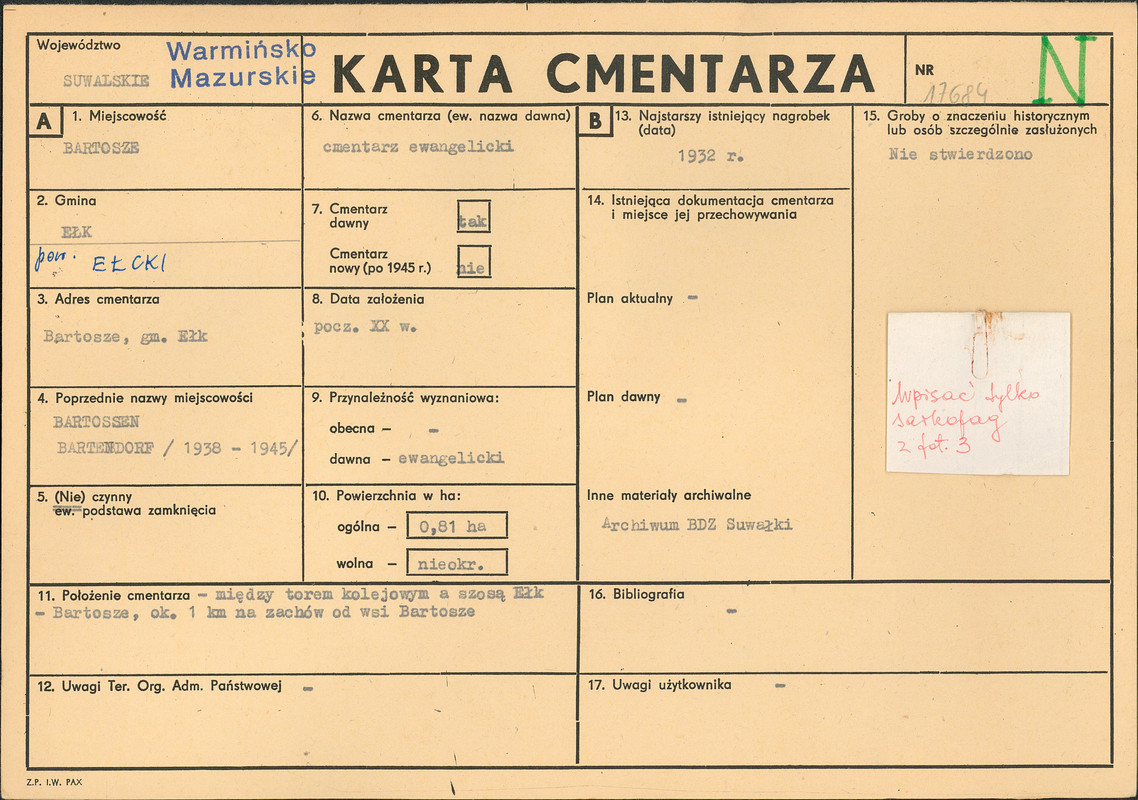 Województwo
SUWALSKIE
Warmińsko
Mazurskie
KARTA CMENTARZA
NR
17684
N
A
1. Miejscowość
BARTOSZE
2. Gmina
EŁK
pow. EŁCKI
3. Adres cmentarza
Bartosze, gm. Ełk
4. Poprzednie nazwy miejscowości
BARTOSSEN
BARTENDORF / 1938 - 1945/
5. (Nie) czynny
ew. podstawa zamknięcia
6. Nazwa cmentarza (ew. nazwa dawna)
cmentarz ewangelicki
7. Cmentarz
dawny
tak
Cmentarz
nowy (po 1945 r.)
nie
8. Data założenia
pocz. XX w.
9. Przynależność wyznaniowa:
obecna – -
dawna – ewangelicki
10. Powierzchnia w ha:
ogólna – 0,81 ha
wolna – nieokr.
11. Położenie cmentarza - między torem kolejowym a szosą Ełk
- Bartosze, ok. 1 km na zachów od wsi Bartosze
12. Uwagi Ter. Org. Adm. Państwowej -
B
13. Najstarszy istniejący nagrobek
(data)
1932 r.
14. Istniejąca dokumentacja cmentarza
i miejsce jej przechowywania
Plan aktualny -
Plan dawny -
Inne materiały archiwalne
Archiwum BDZ Suwałki
15. Groby o znaczeniu historycznym
lub osób szczególnie zasłużonych
Nie stwierdzono
Wpisać tylko
sarkofag
z fot. 3
16. Bibliografia
-
17. Uwagi użytkownika -
Z.P. I.W. PAX